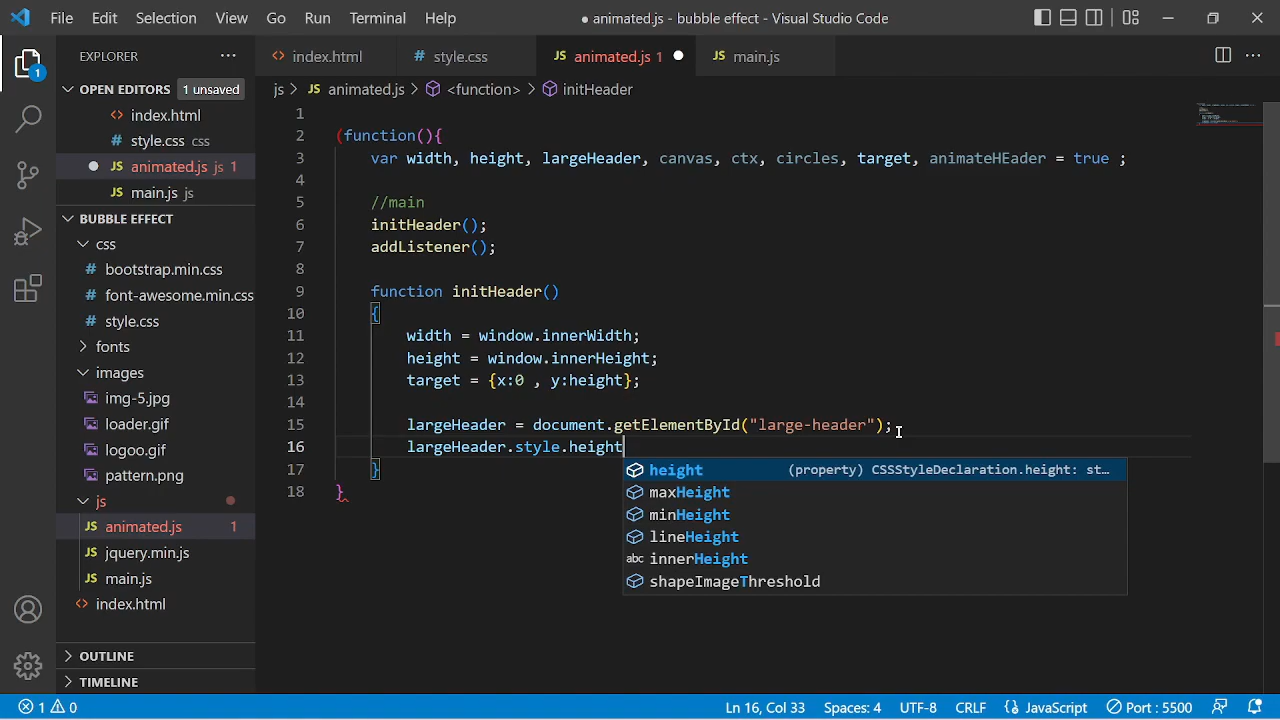 File Edit Selection View Go Run Terminal Help ● animated.js - bubble effect - Visual Studio Code
EXPLORER ···
index.html style.css animated.js 1 ● main.js ···
OPEN EDITORS 1 unsaved
js > animated.js > <function> > initHeader
index.html
style.css css
animated.js js 1
main.js js
BUBBLE EFFECT
css
bootstrap.min.css
font-awesome.min.css
style.css
fonts
images
img-5.jpg
loader.gif
logoo.gif
pattern.png
js
animated.js 1
jquery.min.js
main.js
index.html
OUTLINE
TIMELINE
1
1
2 (function(){
3 var width, height, largeHeader, canvas, ctx, circles, target, animateHEader = true ;
4
5 //main
6 initHeader();
7 addListener();
8
9 function initHeader()
10 {
11 width = window.innerWidth;
12 height = window.innerHeight;
13 target = {x:0 , y:height};
14
15 largeHeader = document.getElementById("large-header");
16 largeHeader.style.height
17 }
18 }
height (property) CSSStyleDeclaration.height: st…
maxHeight
minHeight
lineHeight
abc innerHeight
shapeImageThreshold
1 0 Ln 16, Col 33 Spaces: 4 UTF-8 CRLF {} JavaScript Port : 5500